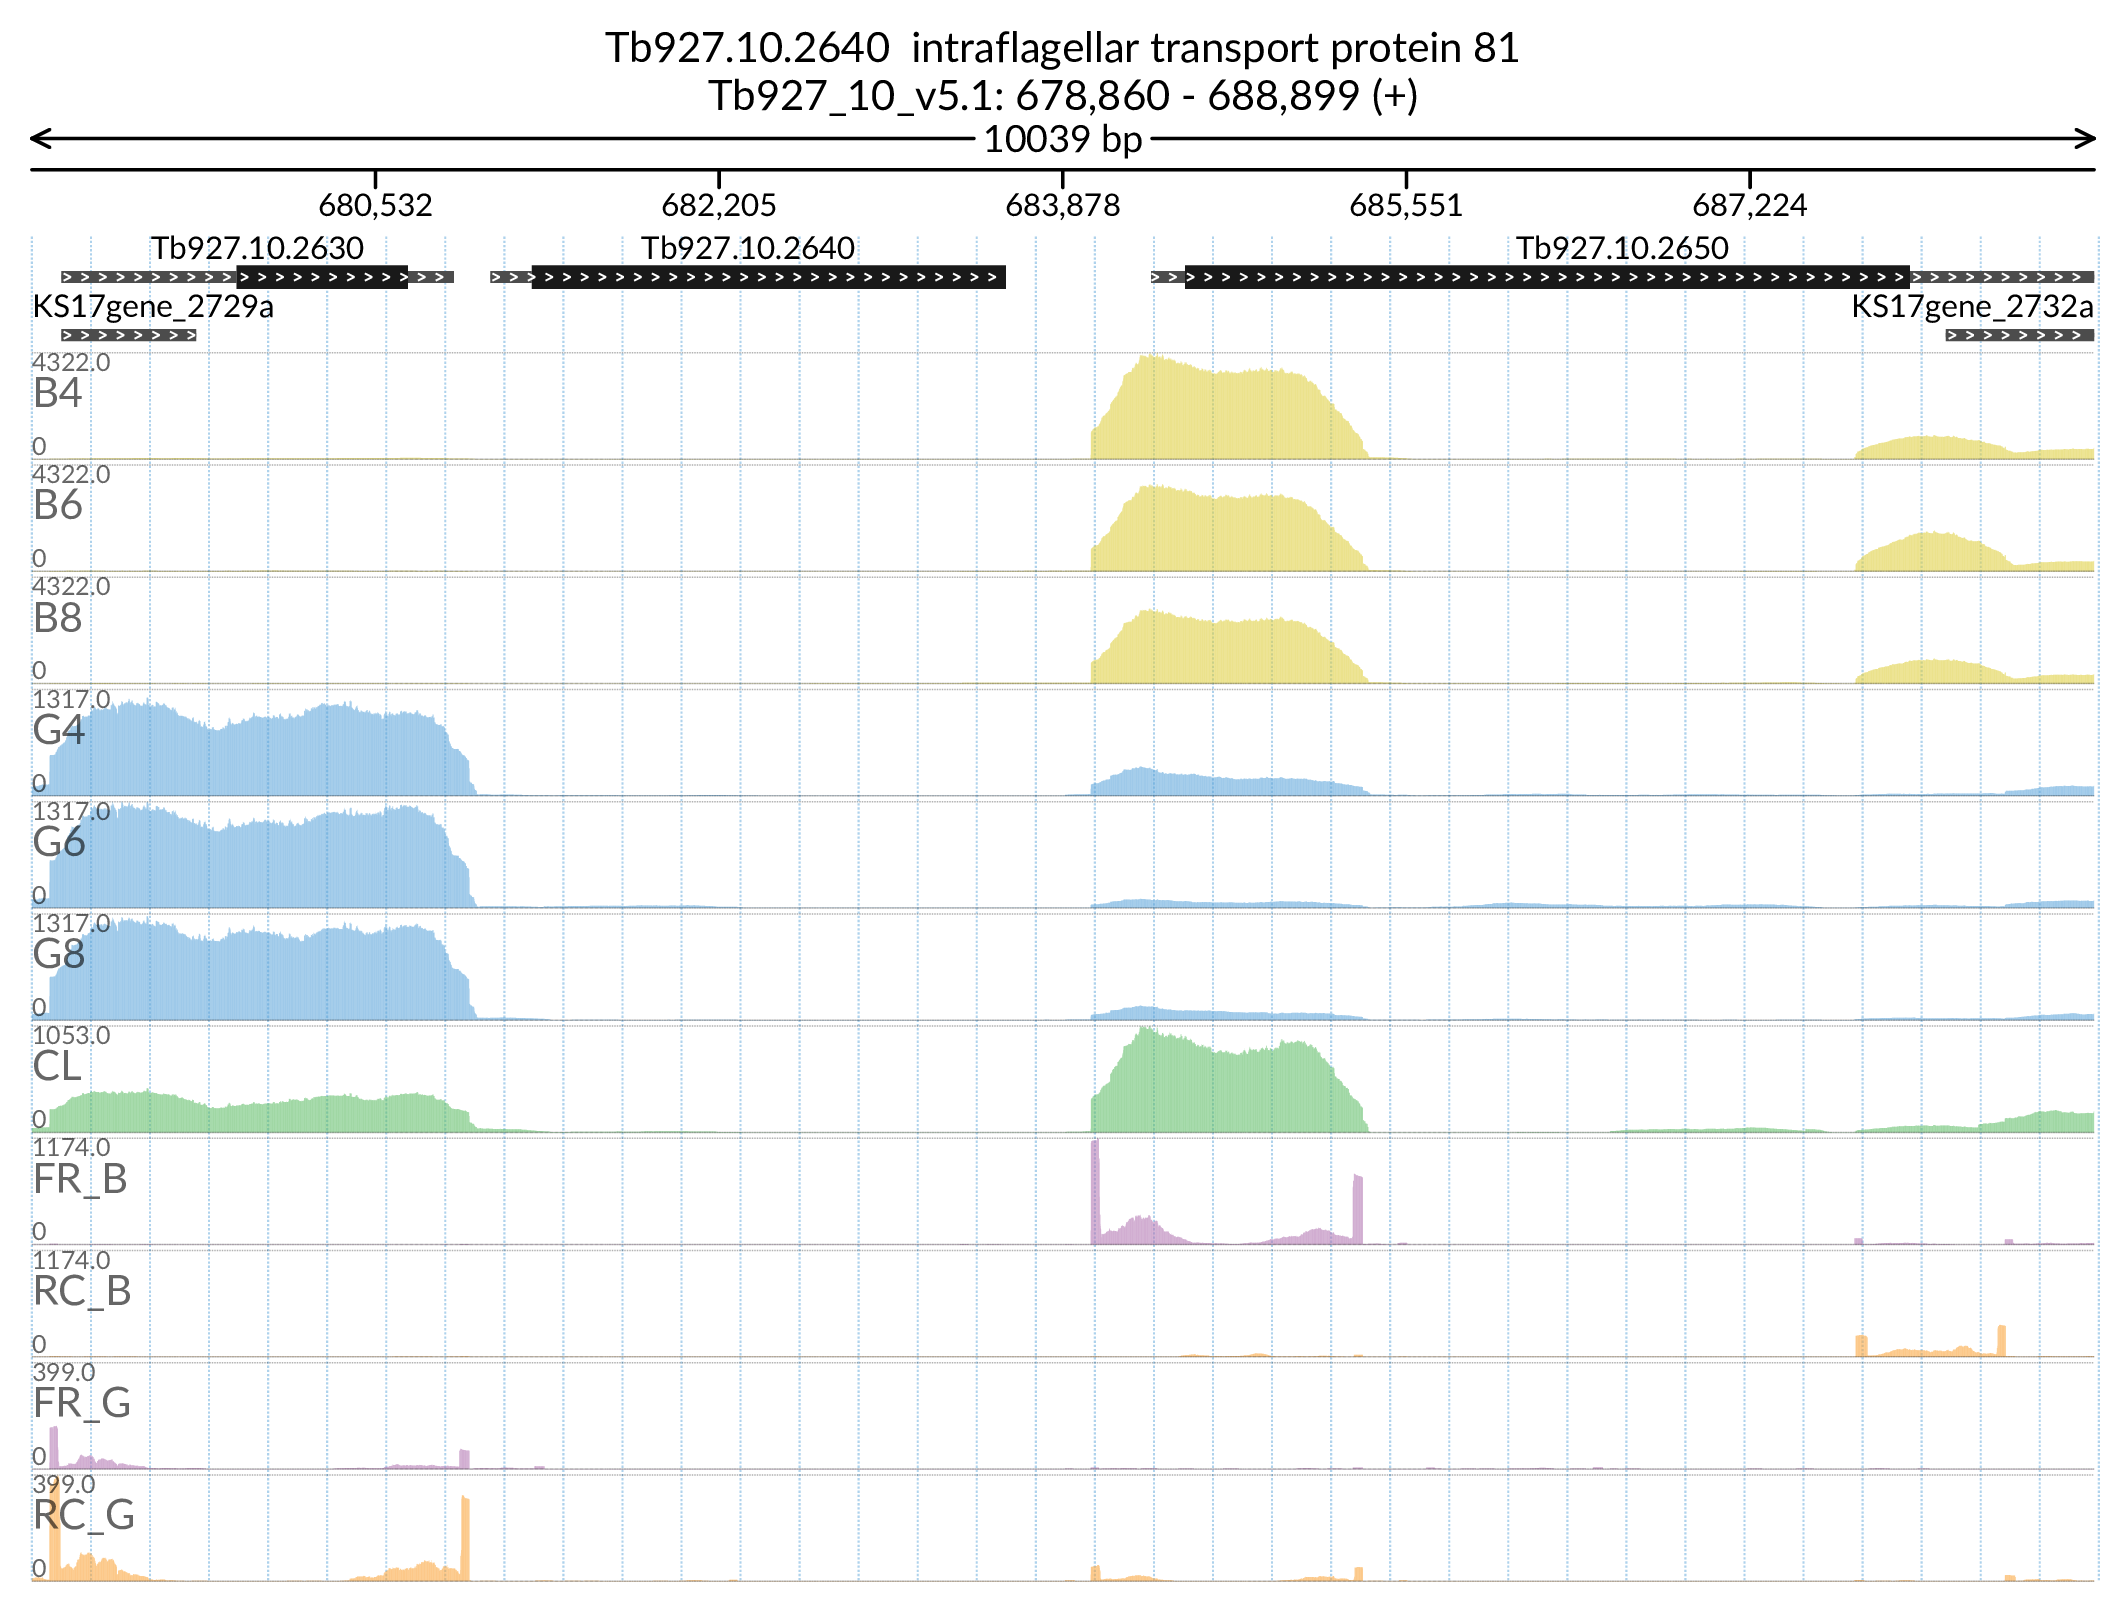 Tb927.10.2640  intraflagellar transport protein 81
Tb927_10_v5.1: 678,860 - 688,899 (+)
10039 bp
680,532 682,205 683,878 685,551 687,224
Tb927.10.2630 Tb927.10.2640 Tb927.10.2650
KS17gene_2729a KS17gene_2732a
4322.0
B4
0
4322.0
B6
0
4322.0
B8
0
1317.0
G4
0
1317.0
G6
0
1317.0
G8
0
1053.0
CL
0
1174.0
FR_B
0
1174.0
RC_B
0
399.0
FR_G
0
399.0
RC_G
0